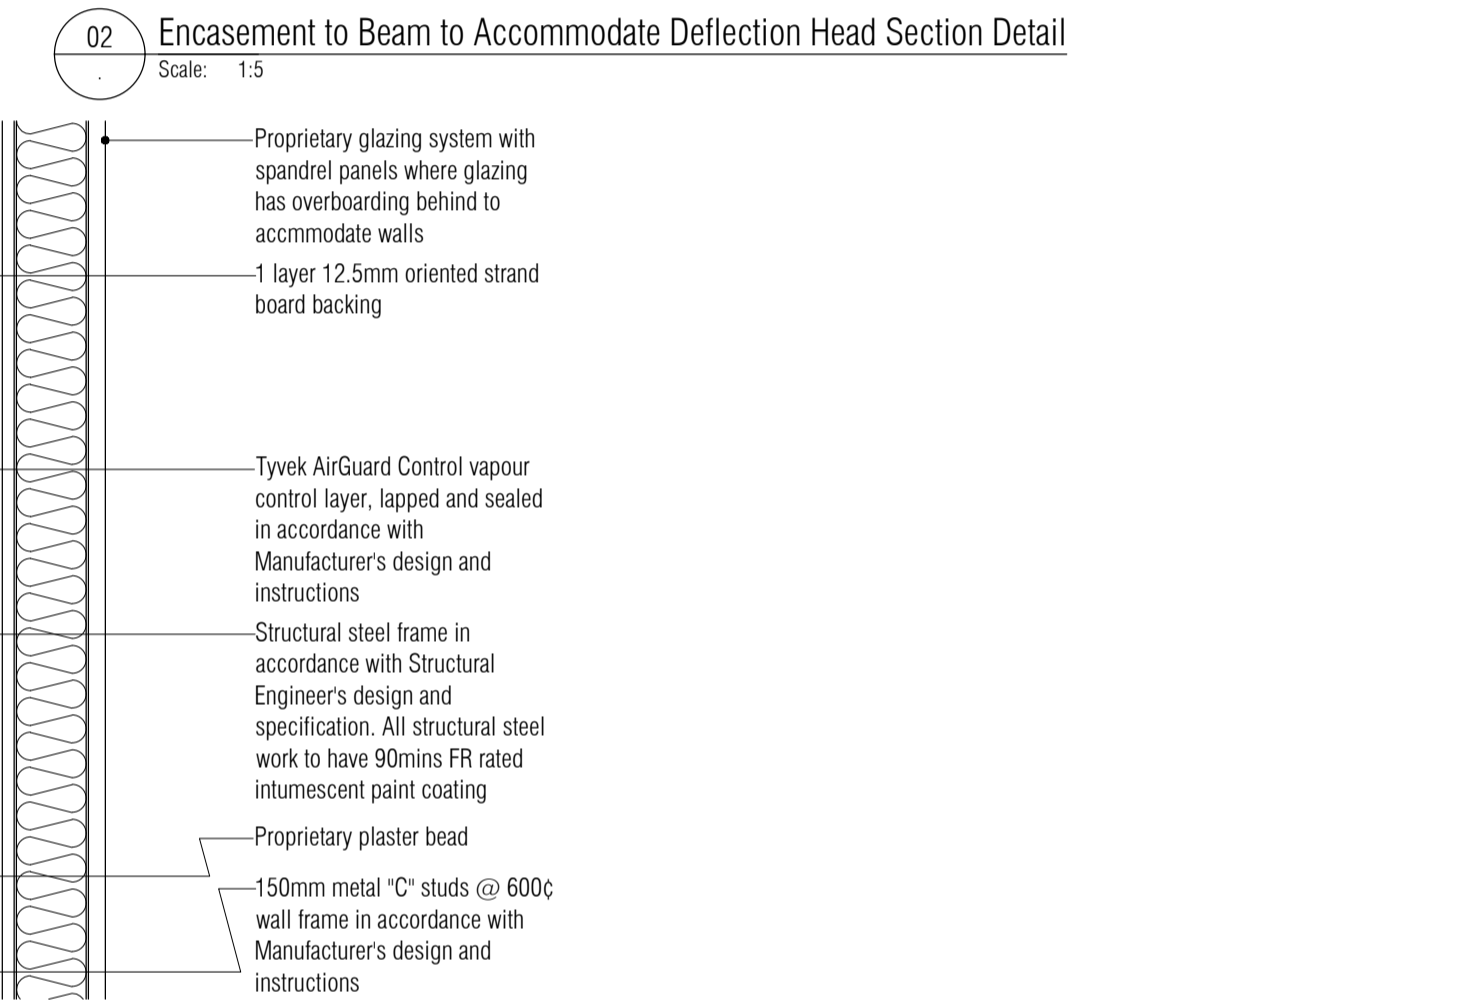 02
Encasement to Beam to Accommodate Deflection Head Section Detail
.
Scale: 1:5
Proprietary glazing system with
spandrel panels where glazing
has overboarding behind to
accmmodate walls
1 layer 12.5mm oriented strand
board backing
Tyvek AirGuard Control vapour
control layer, lapped and sealed
in accordance with
Manufacturer's design and
instructions
Structural steel frame in
accordance with Structural
Engineer's design and
specification. All structural steel
work to have 90mins FR rated
intumescent paint coating
Proprietary plaster bead
150mm metal "C" studs @ 600¢
wall frame in accordance with
Manufacturer's design and
instructions